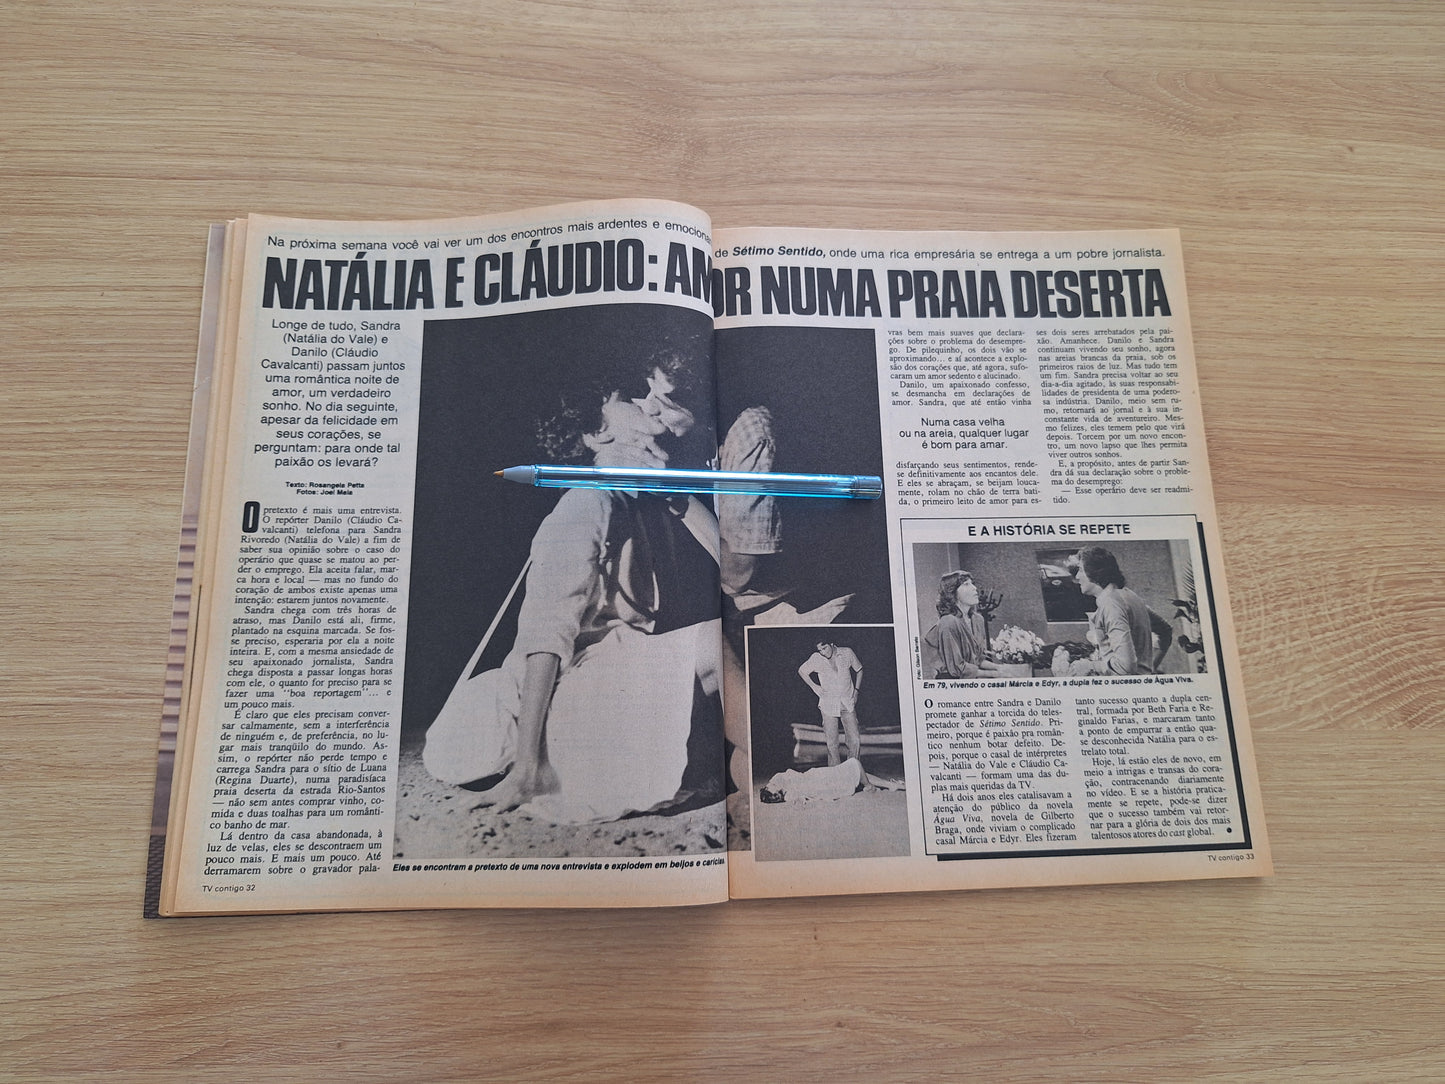 Na próxima semana você vai ver um dos encontros mais ardentes e emociona
de Sétimo Sentido, onde uma rica empresária se entrega a um pobre jornalista.
NATÁLIA E CLÁUDIO: AMOR NUMA PRAIA DESERTA
Longe de tudo, Sandra
(Natália do Vale) e
Danilo (Cláudio
Cavalcanti) passam juntos
uma romântica noite de
amor, um verdadeiro
sonho. No dia seguinte,
apesar da felicidade em
seus corações, se
perguntam: para onde tal
paixão os levará?
Texto: Rosangela Petta
Fotos: Joel Maia
O pretexto é mais uma entrevista.
O repórter Danilo (Cláudio Ca-
valcanti) telefona para Sandra
Rivoredo (Natália do Vale) a fim de
saber sua opinião sobre o caso do
operário que quase se matou ao per-
der o emprego. Ela aceita falar, mar-
ca hora e local — mas no fundo do
coração de ambos existe apenas uma
intenção: estarem juntos novamente.
Sandra chega com três horas de
atraso, mas Danilo está ali, firme,
plantado na esquina marcada. Se fos-
se preciso, esperaria por ela a noite
inteira. E, com a mesma ansiedade de
seu apaixonado jornalista, Sandra
chega disposta a passar longas horas
com ele, o quanto for preciso para se
fazer uma "boa reportagem"... e
um pouco mais.
É claro que eles precisam conver-
sar calmamente, sem a interferência
de ninguém e, de preferência, no lu-
gar mais tranqüilo do mundo. As-
sim, o repórter não perde tempo e
carrega Sandra para o sítio de Luana
(Regina Duarte), numa paradisíaca
praia deserta da estrada Rio-Santos
— não sem antes comprar vinho, co-
mida e duas toalhas para um românti-
co banho de mar.
Lá dentro da casa abandonada, à
luz de velas, eles se descontraem um
pouco mais. E mais um pouco. Até
derramarem sobre o gravador pala-
TV contigo 32
Eles se encontram a pretexto de uma nova entrevista e explodem em beijos e carícias.
vras bem mais suaves que declara-
ções sobre o problema do desempre-
go. De pilequinho, os dois vão se
aproximando... e aí acontece a explo-
são dos corações que, até agora, sufo-
caram um amor sedento e alucinado.
Danilo, um apaixonado confesso,
se desmancha em declarações de
amor. Sandra, que até então vinha
Numa casa velha
ou na areia, qualquer lugar
é bom para amar.
disfarçando seus sentimentos, rende-
se definitivamente aos encantos dele.
E eles se abraçam, se beijam louca-
mente, rolam no chão de terra bati-
da, o primeiro leito de amor para es-
ses dois seres arrebatados pela pai-
xão. Amanhece. Danilo e Sandra
continuam vivendo seu sonho, agora
nas areias brancas da praia, sob os
primeiros raios de luz. Mas tudo tem
um fim. Sandra precisa voltar ao seu
dia-a-dia agitado, às suas responsabi-
lidades de presidenta de uma podero-
sa indústria. Danilo, meio sem ru-
mo, retornará ao jornal e à sua in-
constante vida de aventureiro. Mes-
mo felizes, eles temem pelo que virá
depois. Torcem por um novo encon-
tro, um novo lapso que lhes permita
viver outros sonhos.
E, a propósito, antes de partir San-
dra dá sua declaração sobre o proble-
ma do desemprego:
— Esse operário deve ser readmi-
tido.
E A HISTÓRIA SE REPETE
Foto: Gilson Barreto
Em 79, vivendo o casal Márcia e Edyr, a dupla fez o sucesso de Água Viva.
O romance entre Sandra e Danilo
promete ganhar a torcida do teles-
pectador de Sétimo Sentido. Pri-
meiro, porque é paixão pra român-
tico nenhum botar defeito. De-
pois, porque o casal de intérpretes
— Natália do Vale e Cláudio Ca-
valcanti — formam uma das du-
plas mais queridas da TV.
Há dois anos eles catalisavam a
atenção do público da novela
Água Viva, novela de Gilberto
Braga, onde viviam o complicado
casal Márcia e Edyr. Eles fizeram
tanto sucesso quanto a dupla cen-
tral, formada por Beth Faria e Re-
ginaldo Farias, e marcaram tanto
a ponto de empurrar a então qua-
se desconhecida Natália para o es-
trelato total.
Hoje, lá estão eles de novo, em
meio a intrigas e transas do cora-
ção, contracenando diariamente
no vídeo. E se a história pratica-
mente se repete, pode-se dizer
que o sucesso também vai retor-
nar para a glória de dois dos mais
talentosos atores do cast global. ●
TV contigo 33